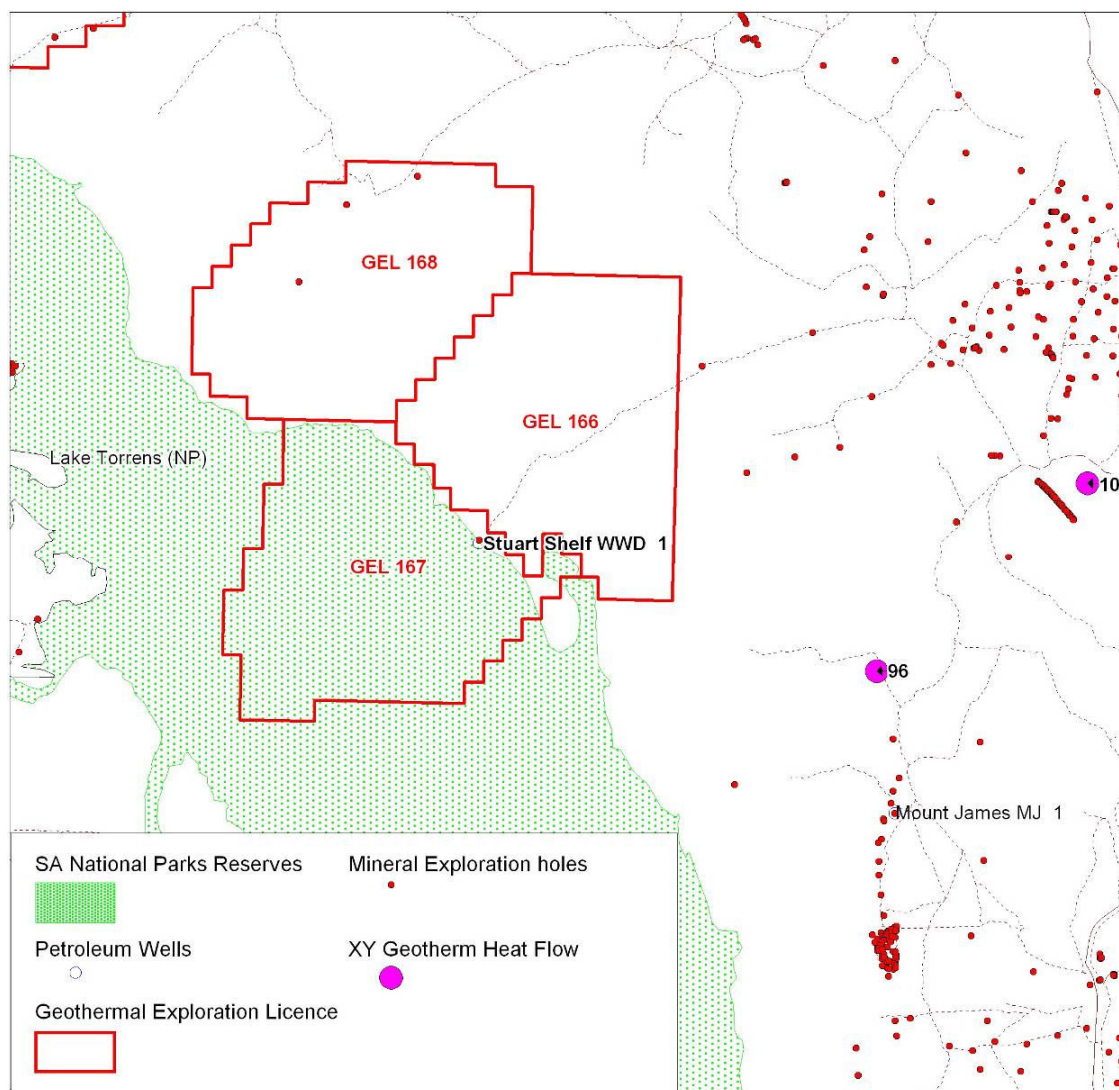 GEL 168
GEL 166
Lake Torrens (NP)
10
Stuart Shelf WWD 1
GEL 167
96
Mount James MJ 1
SA National Parks Reserves
Mineral Exploration holes
Petroleum Wells
XY Geotherm Heat Flow
Geothermal Exploration Licence